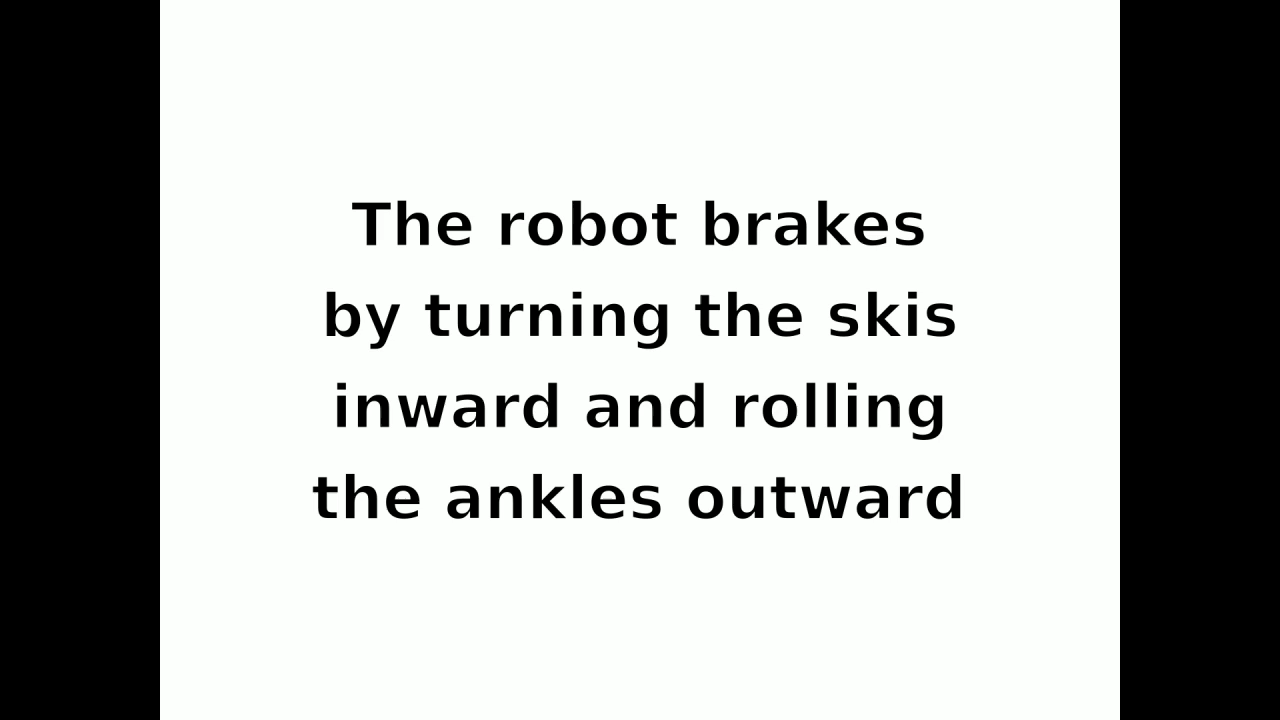 The robot brakes
by turning the skis
inward and rolling
the ankles outward